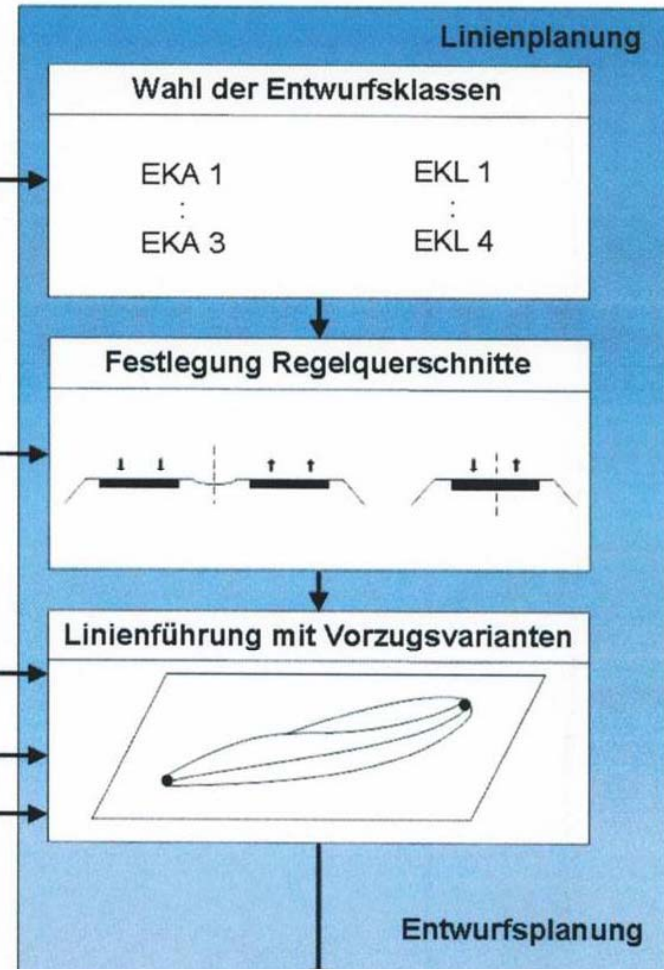 Linienplanung
Wahl der Entwurfsklassen
EKA 1 EKL 1
: :
EKA 3 EKL 4
Festlegung Regelquerschnitte
Linienführung mit Vorzugsvarianten
Entwurfsplanung